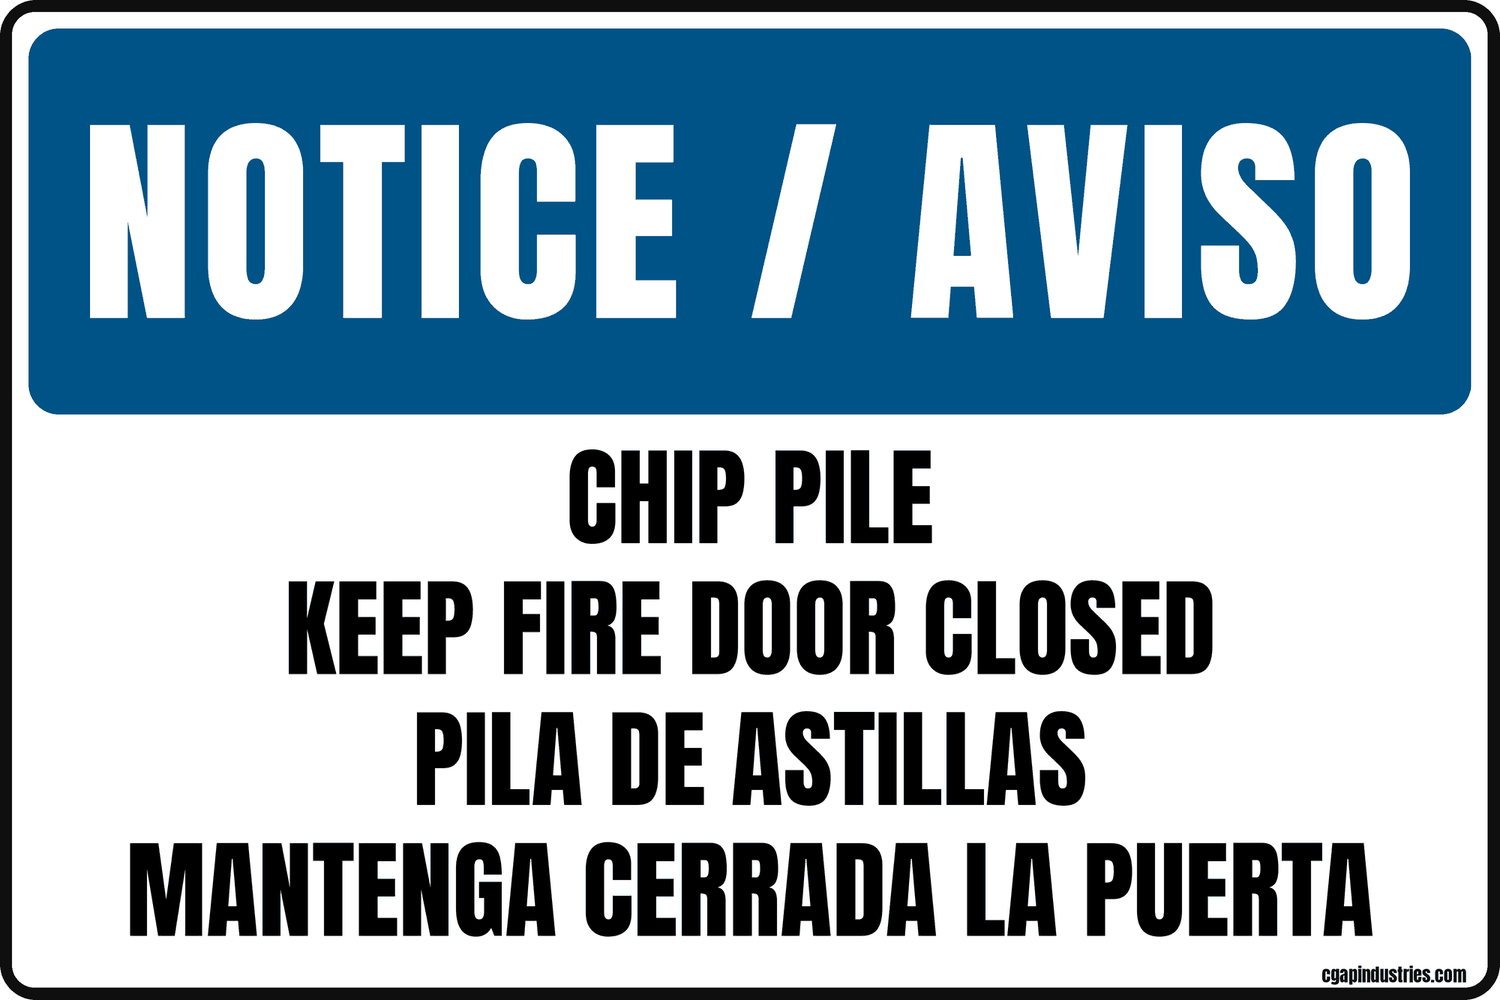 NOTICE / AVISO
CHIP PILE
KEEP FIRE DOOR CLOSED
PILA DE ASTILLAS
MANTENGA CERRADA LA PUERTA
cgapindustries.com